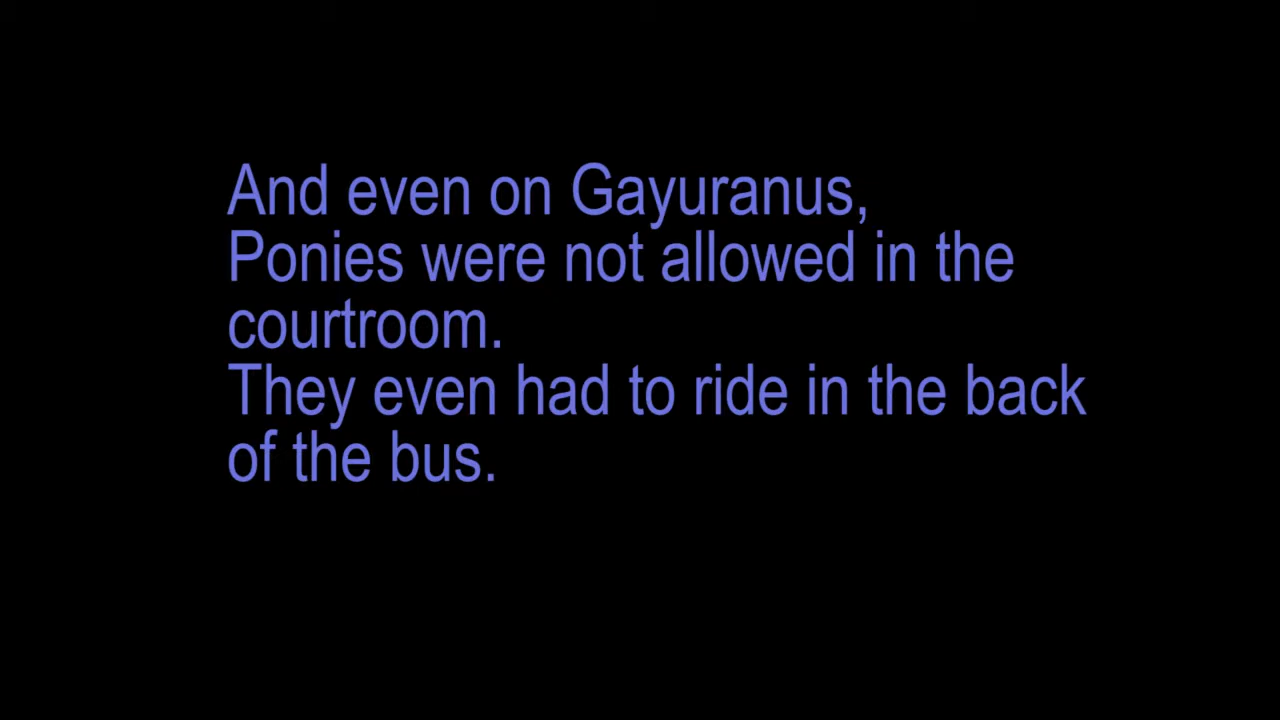 And even on Gayuranus,
Ponies were not allowed in the
courtroom.
They even had to ride in the back
of the bus.